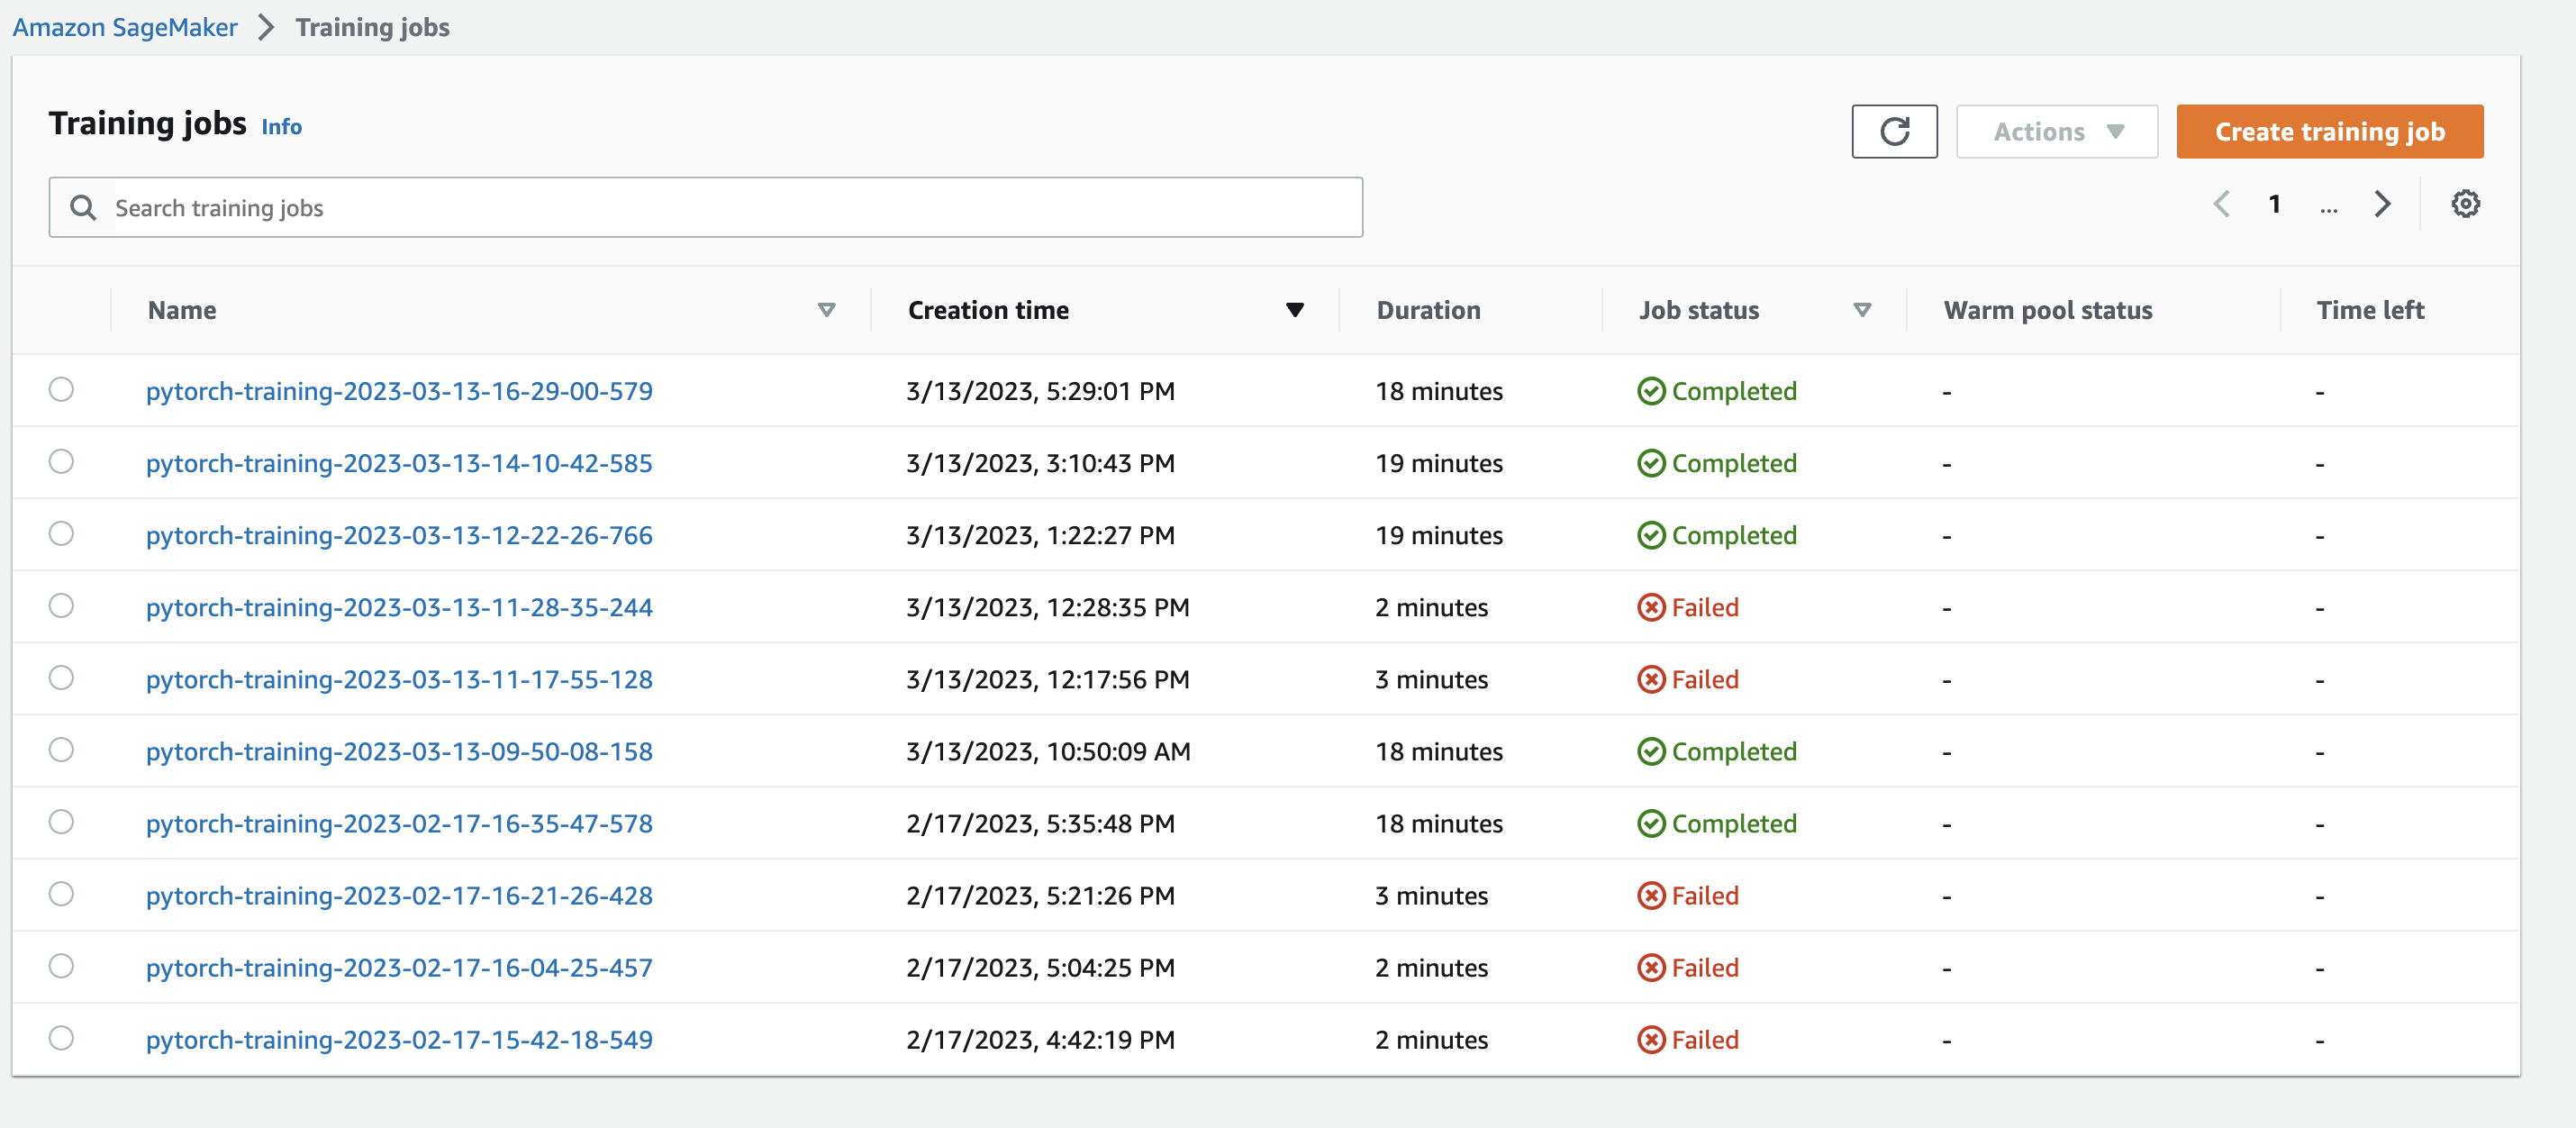 Amazon SageMaker > Training jobs
Training jobs Info
Actions Create training job
Search training jobs
1 ...
Name Creation time Duration Job status Warm pool status Time left
pytorch-training-2023-03-13-16-29-00-579 3/13/2023, 5:29:01 PM 18 minutes Completed - -
pytorch-training-2023-03-13-14-10-42-585 3/13/2023, 3:10:43 PM 19 minutes Completed - -
pytorch-training-2023-03-13-12-22-26-766 3/13/2023, 1:22:27 PM 19 minutes Completed - -
pytorch-training-2023-03-13-11-28-35-244 3/13/2023, 12:28:35 PM 2 minutes Failed - -
pytorch-training-2023-03-13-11-17-55-128 3/13/2023, 12:17:56 PM 3 minutes Failed - -
pytorch-training-2023-03-13-09-50-08-158 3/13/2023, 10:50:09 AM 18 minutes Completed - -
pytorch-training-2023-02-17-16-35-47-578 2/17/2023, 5:35:48 PM 18 minutes Completed - -
pytorch-training-2023-02-17-16-21-26-428 2/17/2023, 5:21:26 PM 3 minutes Failed - -
pytorch-training-2023-02-17-16-04-25-457 2/17/2023, 5:04:25 PM 2 minutes Failed - -
pytorch-training-2023-02-17-15-42-18-549 2/17/2023, 4:42:19 PM 2 minutes Failed - -